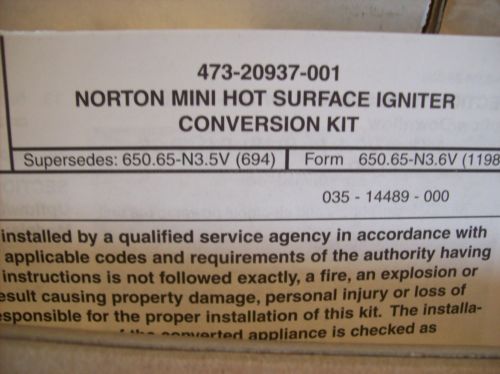 473-20937-001
NORTON MINI HOT SURFACE IGNITER
CONVERSION KIT
Supersedes: 650.65-N3.5V (694) Form 650.65-N3.6V (1198
035 - 14489 - 000
installed by a qualified service agency in accordance with
applicable codes and requirements of the authority having
instructions is not followed exactly, a fire, an explosion or
esult causing property damage, personal injury or loss of
esponsible for the proper installation of this kit. The installa-
converted appliance is checked as